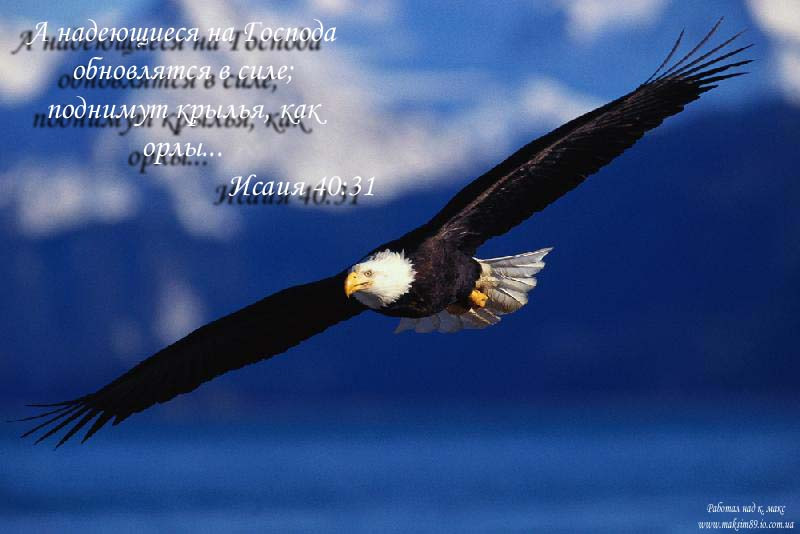 А надеющиеся на Господа
обновлятся в силе;
поднимут крылья, как
орлы...
Исаия 40:31
Работал над к. макс
www.maksim89.io.com.ua